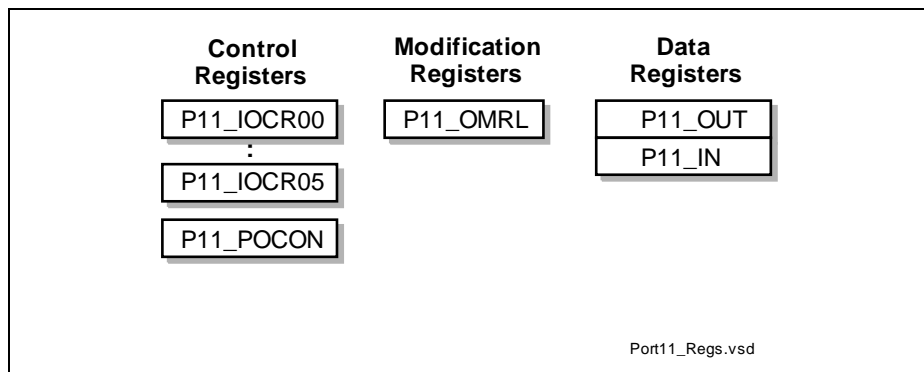 Control
Registers
Modification
Registers
Data
Registers
P11_IOCR00
:
P11_IOCR05
P11_POCON
P11_OMRL
P11_OUT
P11_IN
Port11_Regs.vsd